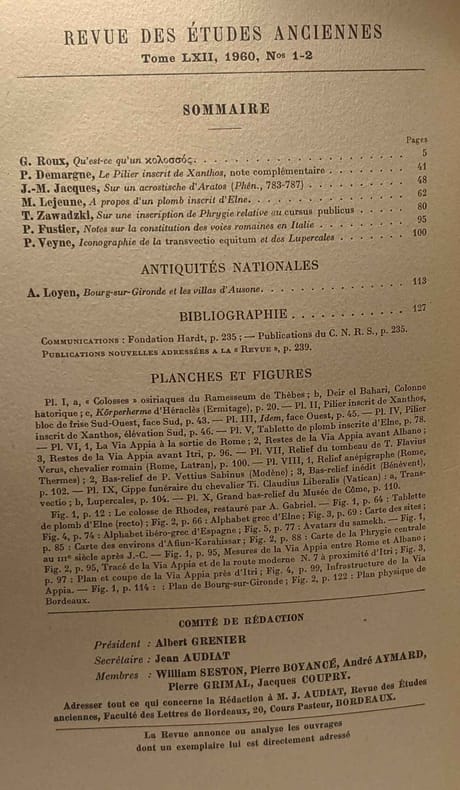 REVUE DES ÉTUDES ANCIENNES
Tome LXII, 1960, Nos 1-2
SOMMAIRE
Pages
G. Roux, Qu'est-ce qu'un κολοσσός. 5
P. Demargne, Le Pilier inscrit de Xanthos, note complémentaire 41
J.-M. Jacques, Sur un acrostiche d'Aratos (Phén., 783-787) 48
M. Lejeune, A propos d'un plomb inscrit d'Elne. 62
T. Zawadzki, Sur une inscription de Phrygie relative au cursus publicus 80
P. Fustier, Notes sur la constitution des voies romaines en Italie 95
P. Veyne, Iconographie de la transvectio equitum et des Lupercales 100
ANTIQUITÉS NATIONALES
A. Loyen, Bourg-sur-Gironde et les villas d'Ausone. 113
BIBLIOGRAPHIE 127
Communications : Fondation Hardt, p. 235 ; — Publications du C. N. R. S., p. 235.
Publications nouvelles adressées a la « Revue », p. 239.
PLANCHES ET FIGURES
Pl. I, a, « Colosses » osiriaques du Ramesseum de Thèbes ; b, Deir el Bahari, Colonne
hatorique ; c, Körperherme d'Héraclès (Ermitage), p. 20. — Pl. II, Pilier inscrit de Xanthos,
bloc de frise Sud-Ouest, face Sud, p. 43. — Pl. III, Idem, face Ouest, p. 45. — Pl. IV, Pilier
inscrit de Xanthos, élévation Sud, p. 46. — Pl. V, Tablette de plomb inscrite d'Elne, p. 78.
— Pl. VI, 1, La Via Appia à la sortie de Rome ; 2, Restes de la Via Appia avant Albano ;
3, Restes de la Via Appia avant Itri, p. 96. — Pl. VII, Relief du tombeau de T. Flavius
Verus, chevalier romain (Rome, Latran), p. 100. — Pl. VIII, 1, Relief anépigraphe (Rome,
Thermes) ; 2, Bas-relief de P. Vettius Sabinus (Modène) ; 3, Bas-relief inédit (Bénévent),
p. 102. — Pl. IX, Cippe funéraire du chevalier Ti. Claudius Liberalis (Vatican) : a, Trans-
vectio ; b, Lupercales, p. 104. — Pl. X, Grand bas-relief du Musée de Côme, p. 110.
Fig. 1, p. 12 : Le colosse de Rhodes, restauré par A. Gabriel. — Fig. 1, p. 64 : Tablette
de plomb d'Elne (recto) ; Fig. 2, p. 66 : Alphabet grec d'Elne ; Fig. 3, p. 69 : Carte des sites ;
Fig. 4, p. 74 : Alphabet ibéro-grec d'Espagne ; Fig. 5, p. 77 : Avatars du samekh. — Fig. 1,
p. 85 : Carte des environs d'Afiun-Karahissar ; Fig. 2, p. 88 : Carte de la Phrygie centrale
au IIIe siècle après J.-C. — Fig. 1, p. 95, Mesures de la Via Appia entre Rome et Albano ;
Fig. 2, p. 95, Tracé de la Via Appia et de la route moderne N. 7 à proximité d'Itri ; Fig. 3,
p. 97 : Plan et coupe de la Via Appia près d'Itri ; Fig. 4, p. 99, Infrastructure de la Via
Appia. — Fig. 1, p. 114 : : Plan de Bourg-sur-Gironde ; Fig. 2, p. 122 : Plan physique de
Bordeaux.
COMITÉ DE RÉDACTION
Président : Albert GRENIER
Secrétaire : Jean AUDIAT
Membres : William SESTON, Pierre BOYANCÉ, André AYMARD,
Pierre GRIMAL, Jacques COUPRY.
Adresser tout ce qui concerne la Rédaction à M. J. AUDIAT, Revue des Études
anciennes, Faculté des Lettres de Bordeaux, 20, Cours Pasteur, BORDEAUX.
La Revue annonce ou analyse les ouvrages
dont un exemplaire lui est directement adressé